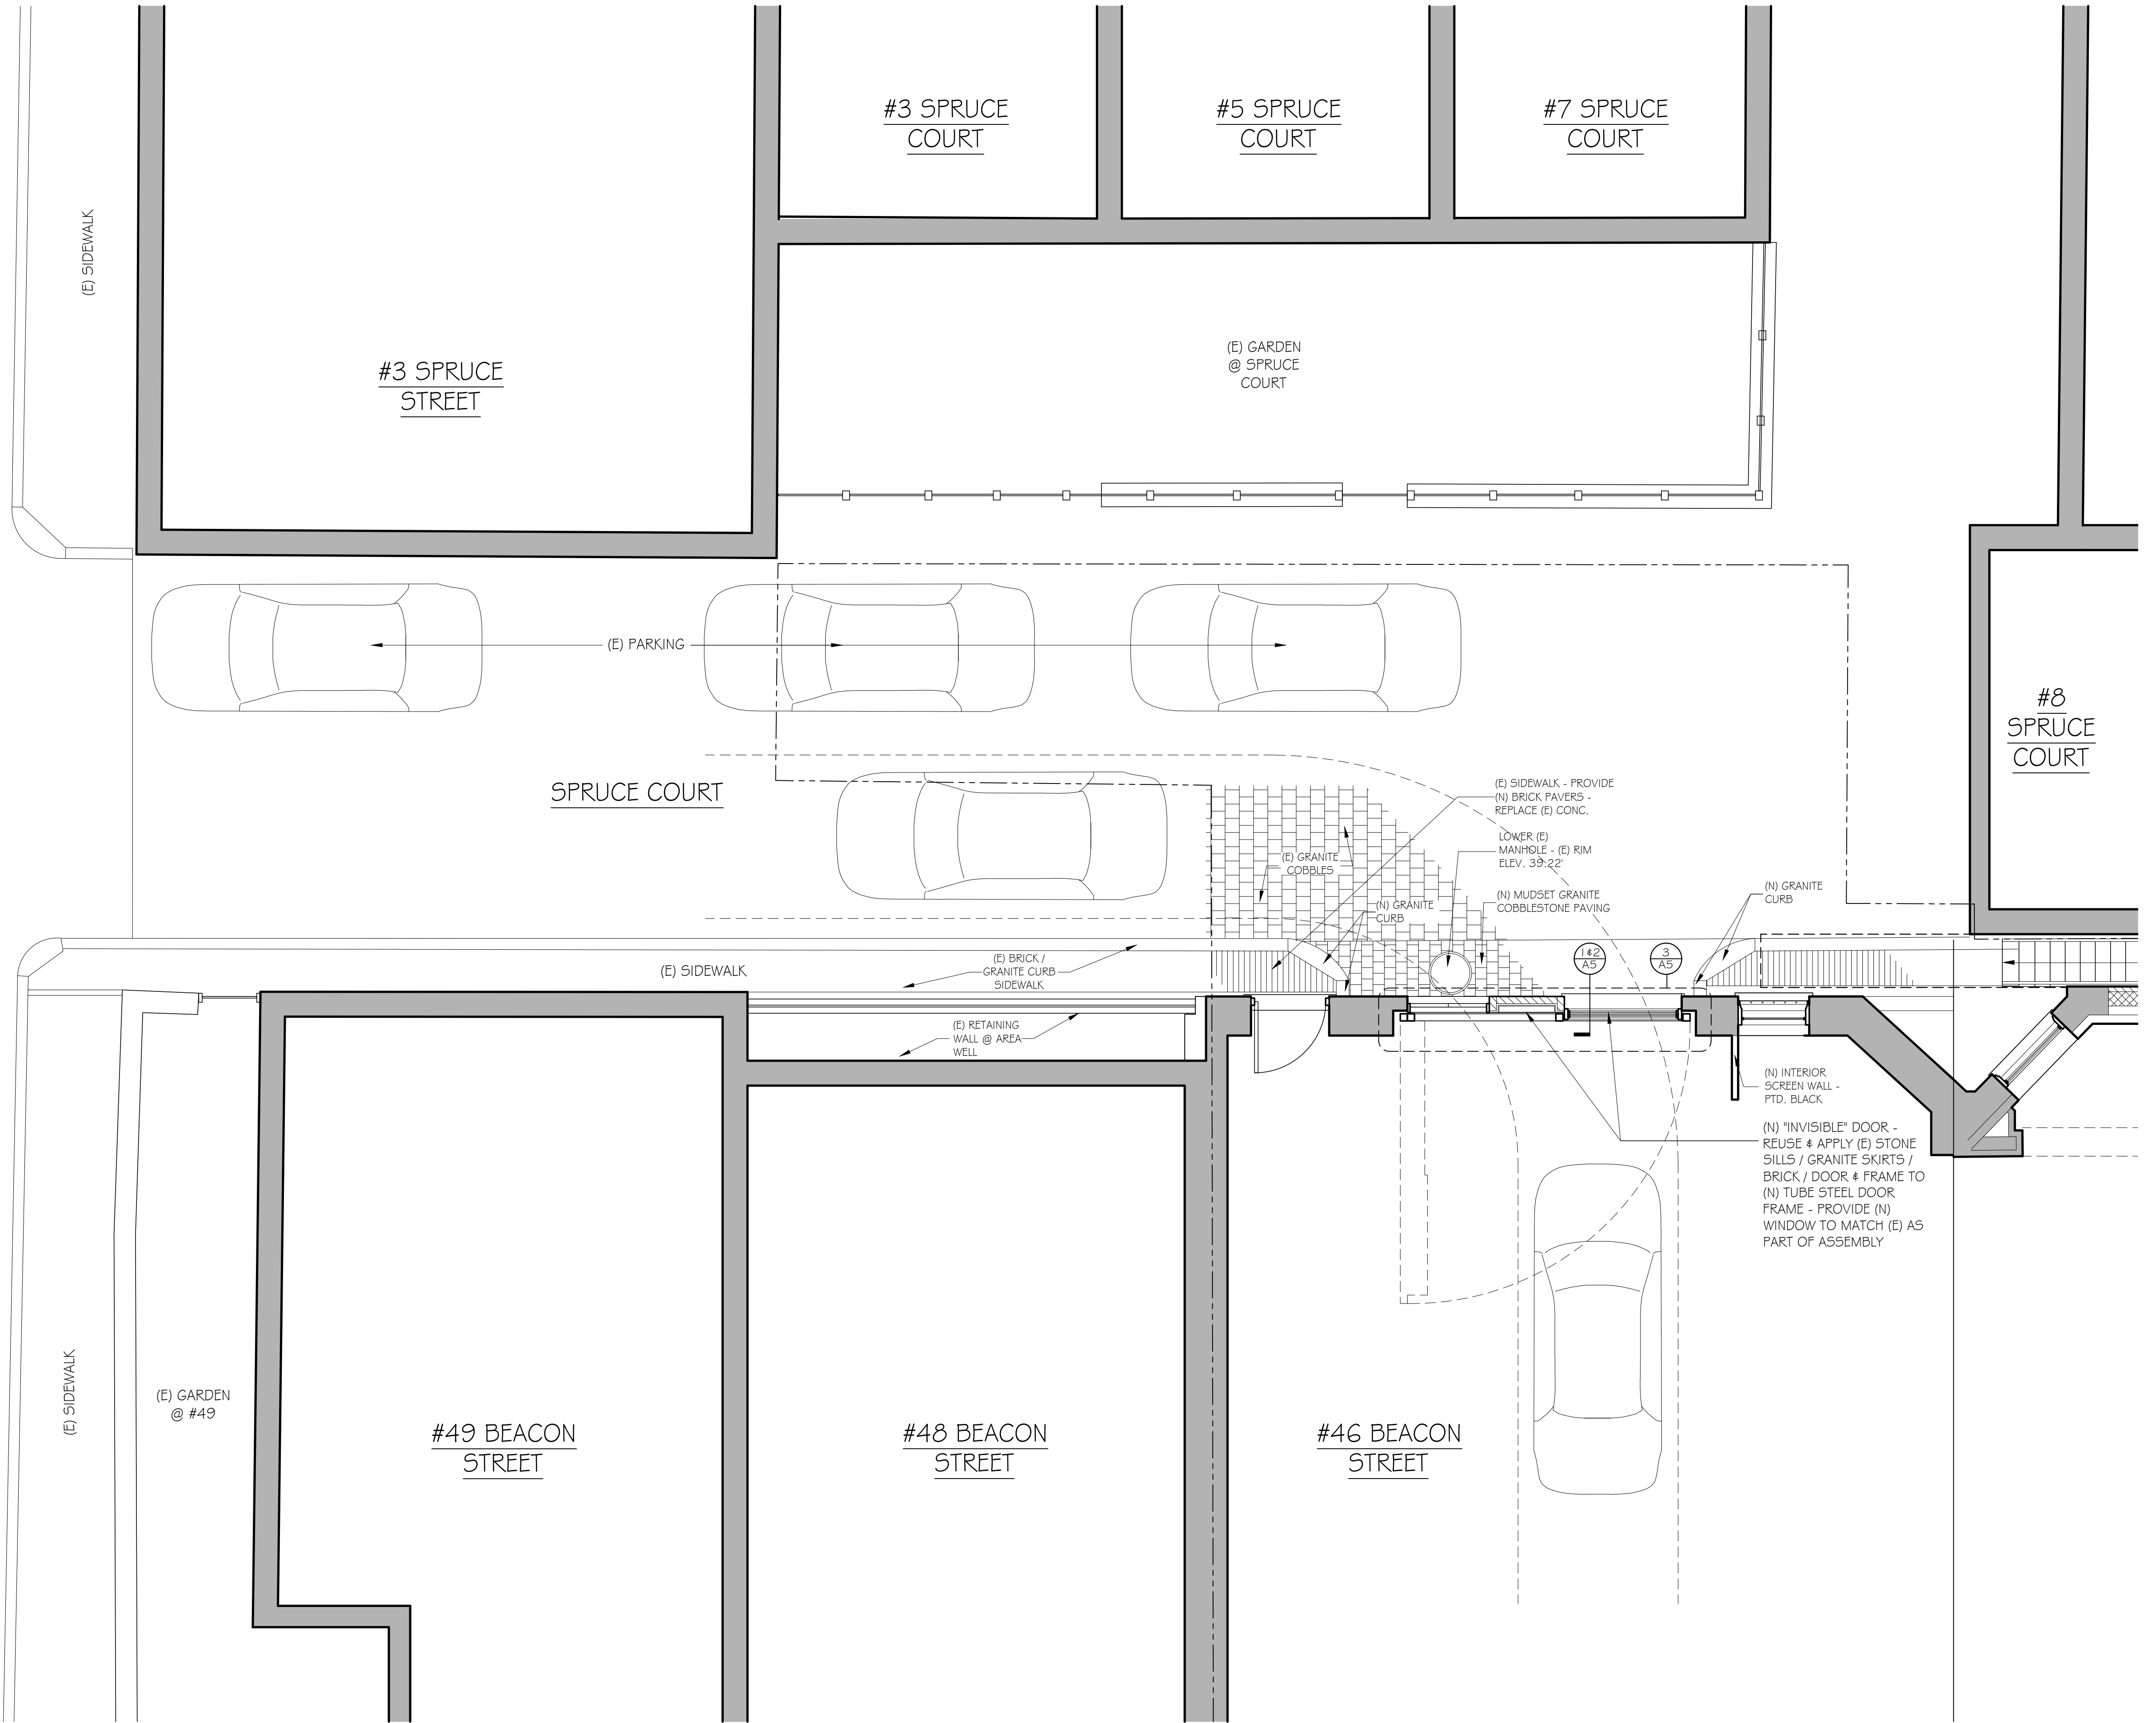 #3 SPRUCE
COURT
#5 SPRUCE
COURT
#7 SPRUCE
COURT
(E) SIDEWALK
#3 SPRUCE
STREET
(E) GARDEN
@ SPRUCE
COURT
(E) PARKING
#8
SPRUCE
COURT
SPRUCE COURT
(E) SIDEWALK - PROVIDE
(N) BRICK PAVERS -
REPLACE (E) CONC.
LOWER (E)
MANHOLE - (E) RIM
ELEV. 39.22'
(E) GRANITE
COBBLES
(N) MUDSET GRANITE
COBBLESTONE PAVING
(N) GRANITE
CURB
(N) GRANITE
CURB
(E) SIDEWALK
(E) BRICK /
GRANITE CURB
SIDEWALK
1&2
A5
3
A5
(E) RETAINING
WALL @ AREA
WELL
(N) INTERIOR
SCREEN WALL -
PTD. BLACK
(N) "INVISIBLE" DOOR -
REUSE & APPLY (E) STONE
SILLS / GRANITE SKIRTS /
BRICK / DOOR & FRAME TO
(N) TUBE STEEL DOOR
FRAME - PROVIDE (N)
WINDOW TO MATCH (E) AS
PART OF ASSEMBLY
(E) SIDEWALK
(E) GARDEN
@ #49
#49 BEACON
STREET
#48 BEACON
STREET
#46 BEACON
STREET